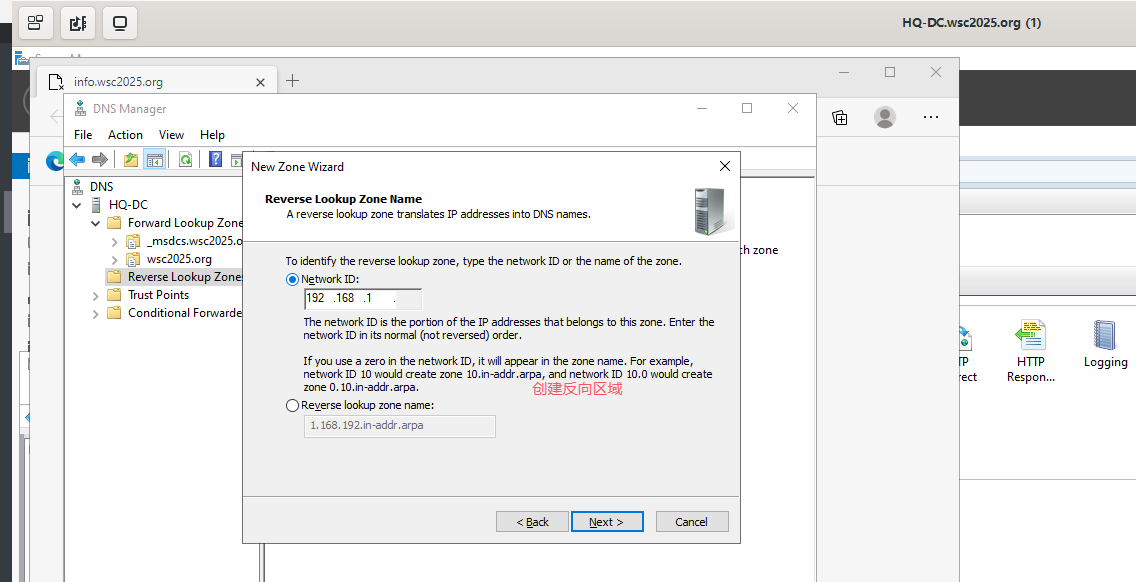 HQ-DC.wsc2025.org (1)
info.wsc2025.org
DNS Manager
File Action View Help
New Zone Wizard
Reverse Lookup Zone Name
A reverse lookup zone translates IP addresses into DNS names.
DNS
HQ-DC
Forward Lookup Zone
_msdcs.wsc2025.o
wsc2025.org
Reverse Lookup Zone
Trust Points
Conditional Forwarde
ch zone
To identify the reverse lookup zone, type the network ID or the name of the zone.
Network ID:
192 .168 .1 .
The network ID is the portion of the IP addresses that belongs to this zone. Enter the
network ID in its normal (not reversed) order.
If you use a zero in the network ID, it will appear in the zone name. For example,
network ID 10 would create zone 10.in-addr.arpa, and network ID 10.0 would create
zone 0.10.in-addr.arpa.
创建反向区域
Reverse lookup zone name:
1.168.192.in-addr.arpa
< Back Next > Cancel
TP
rect
HTTP
Respon...
Logging